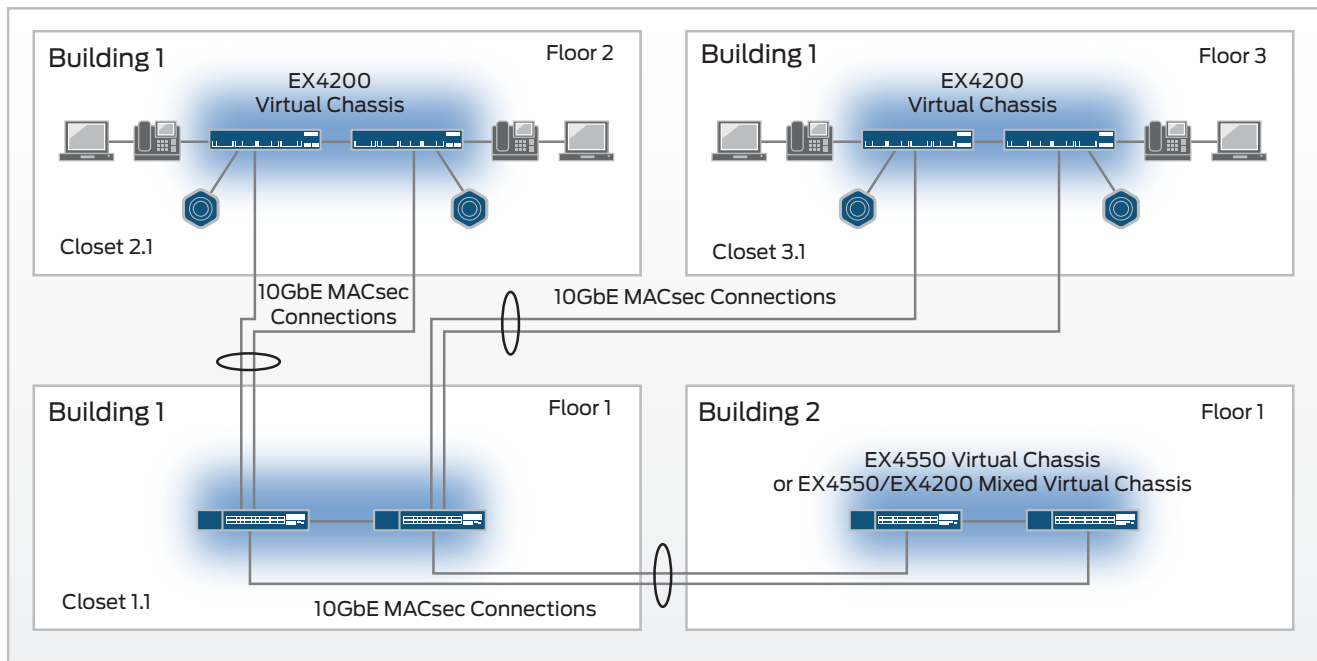 Building 1
Floor 2
EX4200
Virtual Chassis
Closet 2.1
Building 1
Floor 3
EX4200
Virtual Chassis
Closet 3.1
10GbE MACsec
Connections
10GbE MACsec Connections
Building 1
Floor 1
Closet 1.1
Building 2
Floor 1
EX4550 Virtual Chassis
or EX4550/EX4200 Mixed Virtual Chassis
10GbE MACsec Connections